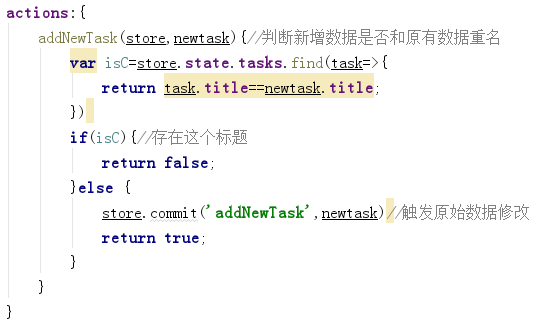 actions:{
addNewTask(store,newtask){//判断新增数据是否和原有数据重名
var isC=store.state.tasks.find(task=>{
return task.title==newtask.title;
})
if(isC){//存在这个标题
return false;
}else {
store.commit('addNewTask',newtask)//触发原始数据修改
return true;
}
}
}